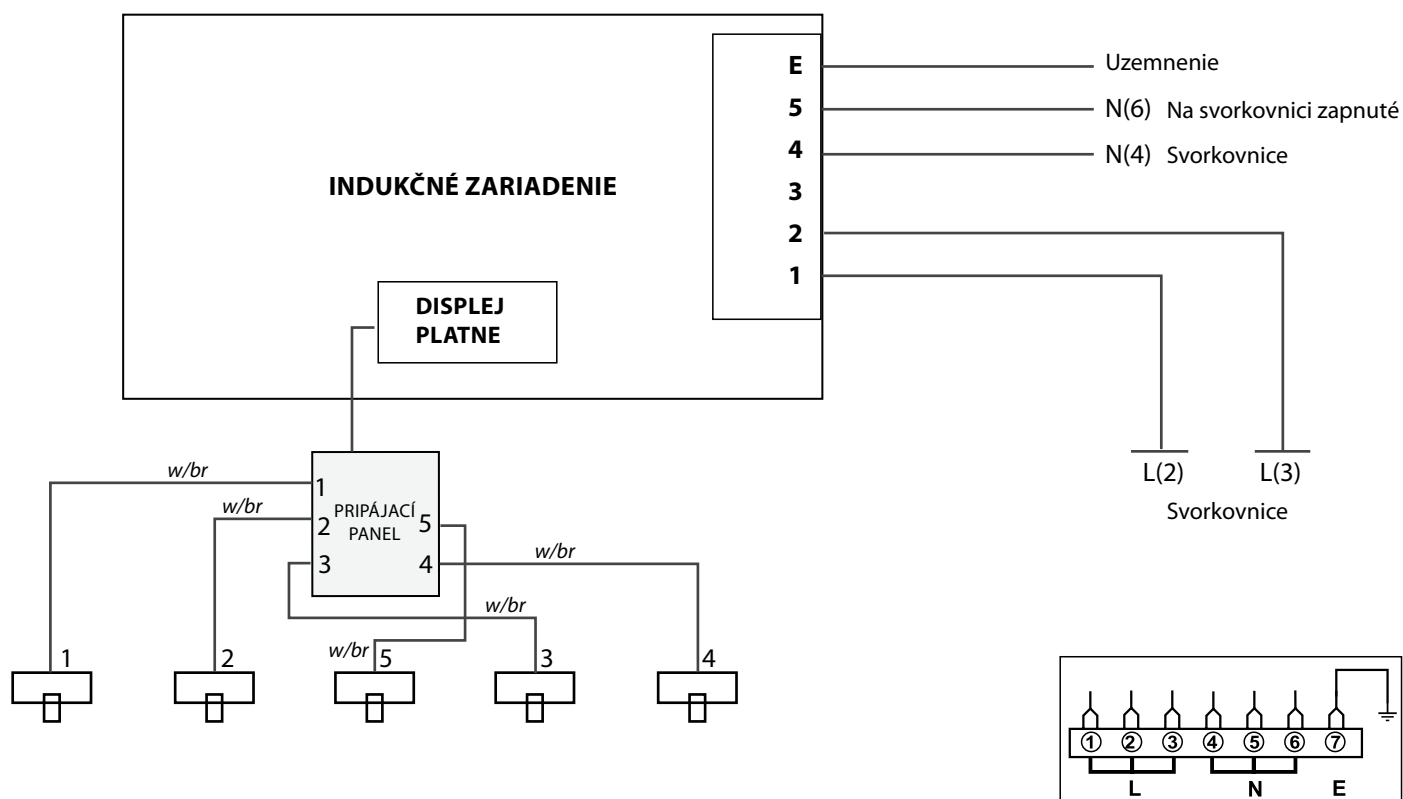 E
Uzemnenie
5
N(6) Na svorkovnici zapnuté
4
N(4) Svorkovnice
INDUKČNÉ ZARIADENIE
3
2
1
DISPLEJ
PLATNE
L(2)
L(3)
Svorkovnice
w/br
1
w/br
2
PRIPÁJACÍ
PANEL
5
3
4
w/br
w/br
w/br
1
2
5
3
4
1 2 3 4 5 6 7
L N E